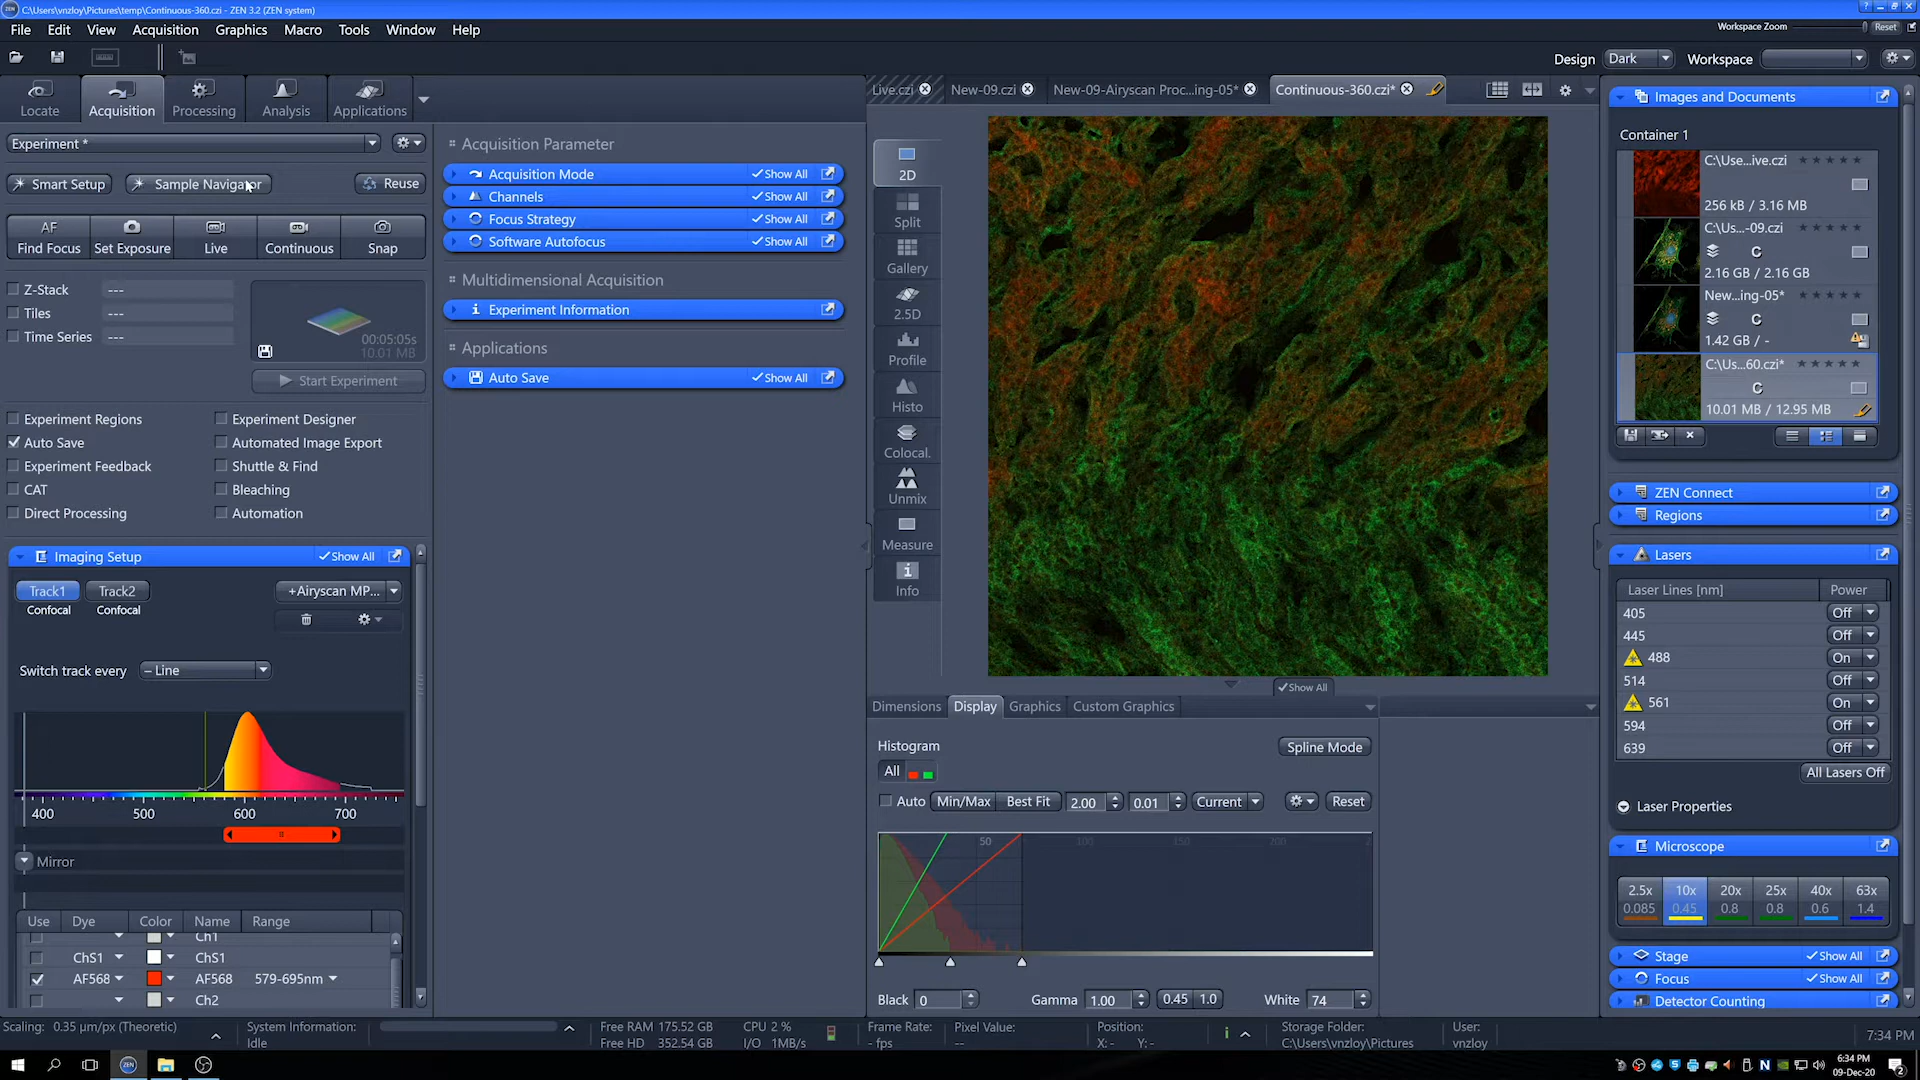 C:\Users\vnzloy\Pictures\temp\Continuous-360.czi - ZEN 3.2 (ZEN system)
File Edit View Acquisition Graphics Macro Tools Window Help
Workspace Zoom Reset
Design Dark Workspace
Locate Acquisition Processing Analysis Applications
Experiment *
Smart Setup Sample Navigator Reuse
AF
Find Focus Set Exposure Live Continuous Snap
Z-Stack ---
Tiles ---
Time Series ---
00:05:05s
10.01 MB
Start Experiment
Experiment Regions Experiment Designer
Auto Save Automated Image Export
Experiment Feedback Shuttle & Find
CAT Bleaching
Direct Processing Automation
Imaging Setup Show All
Track1 Track2 +Airyscan MP...
Confocal Confocal
Switch track every – Line
400 500 600 700
Mirror
Use Dye Color Name Range
Ch1
ChS1 ChS1
AF568 AF568 579-695nm
Ch2
Acquisition Parameter
Acquisition Mode Show All
Channels Show All
Focus Strategy Show All
Software Autofocus Show All
Multidimensional Acquisition
Experiment Information
Applications
Auto Save Show All
Live.czi New-09.czi New-09-Airyscan Proc...ing-05* Continuous-360.czi*
2D
Split
Gallery
2.5D
Profile
Histo
Colocal.
Unmix
Measure
Info
Show All
Dimensions Display Graphics Custom Graphics
Histogram Spline Mode
All
Auto Min/Max Best Fit 2.00 0.01 Current Reset
50 100 150 200 2
Black 0 Gamma 1.00 0.45 1.0 White 74
Images and Documents
Container 1
C:\Use...ive.czi
256 kB / 3.16 MB
C:\Us...-09.czi
C
2.16 GB / 2.16 GB
New...ing-05*
C
1.42 GB / -
C:\Us...60.czi*
C
10.01 MB / 12.95 MB
ZEN Connect
Regions
Lasers
Laser Lines [nm] Power
405 Off
445 Off
488 On
514 Off
561 On
594 Off
639 Off
All Lasers Off
Laser Properties
Microscope
2.5x 10x 20x 25x 40x 63x
0.085 0.45 0.8 0.8 0.6 1.4
Stage Show All
Focus Show All
Detector Counting
Scaling: 0.35 µm/px (Theoretic) System Information: Free RAM 175.52 GB CPU 2 % Frame Rate: Pixel Value: Position: Storage Folder: User:
Idle Free HD 352.54 GB I/O 1MB/s - fps -- X: - Y: - C:\Users\vnzloy\Pictures vnzloy
7:34 PM
6:34 PM
09-Dec-20